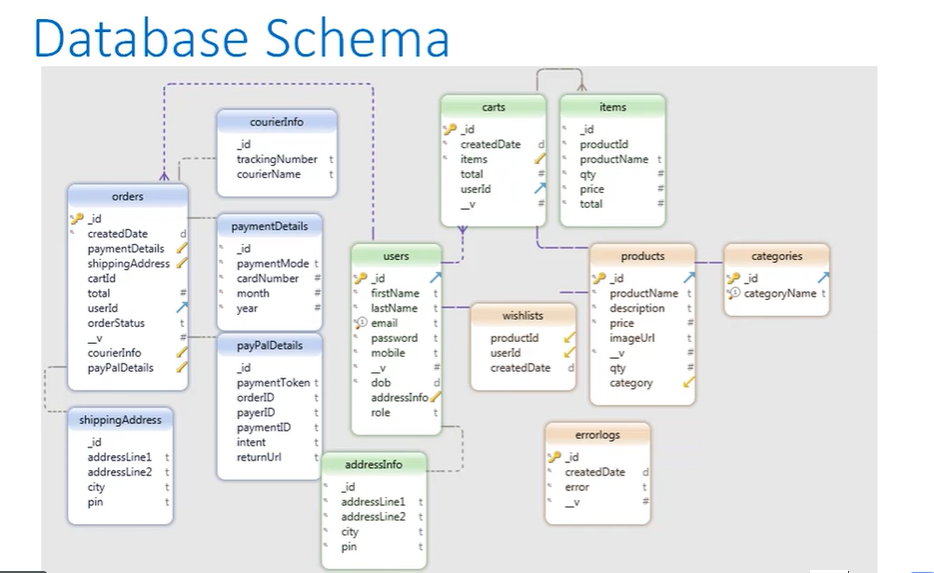 Database Schema
courierInfo
_id
trackingNumber t
courierName t
orders
_id
createdDate d
paymentDetails
shippingAddress
cartId
total #
userId
orderStatus t
__v #
courierInfo
payPalDetails
paymentDetails
_id
paymentMode t
cardNumber #
month #
year #
payPalDetails
_id
paymentToken t
orderID t
payerID t
paymentID t
intent t
returnUrl t
shippingAddress
_id
addressLine1 t
addressLine2 t
city t
pin t
carts
_id
createdDate d
items
total #
userId
__v #
items
_id
productId
productName t
qty #
price #
total #
users
_id
firstName t
lastName t
email t
password t
mobile t
__v #
dob d
addressInfo
role t
wishlists
productId
userId
createdDate d
products
_id
productName t
description t
price #
imageUrl t
__v #
qty #
category
categories
_id
categoryName t
addressInfo
_id
addressLine1 t
addressLine2 t
city t
pin t
errorlogs
_id
createdDate d
error t
__v #